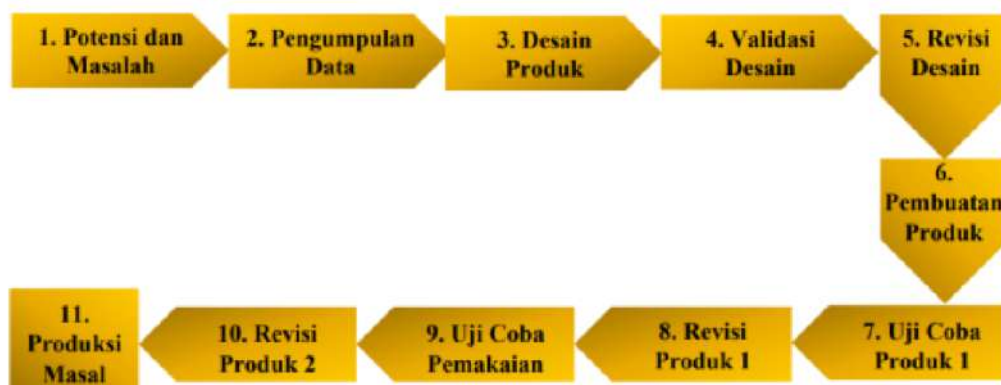 1. Potensi dan
Masalah
2. Pengumpulan
Data
3. Desain
Produk
4. Validasi
Desain
5. Revisi
Desain
6.
Pembuatan
Produk
7. Uji Coba
Produk 1
8. Revisi
Produk 1
9. Uji Coba
Pemakaian
10. Revisi
Produk 2
11.
Produksi
Masal